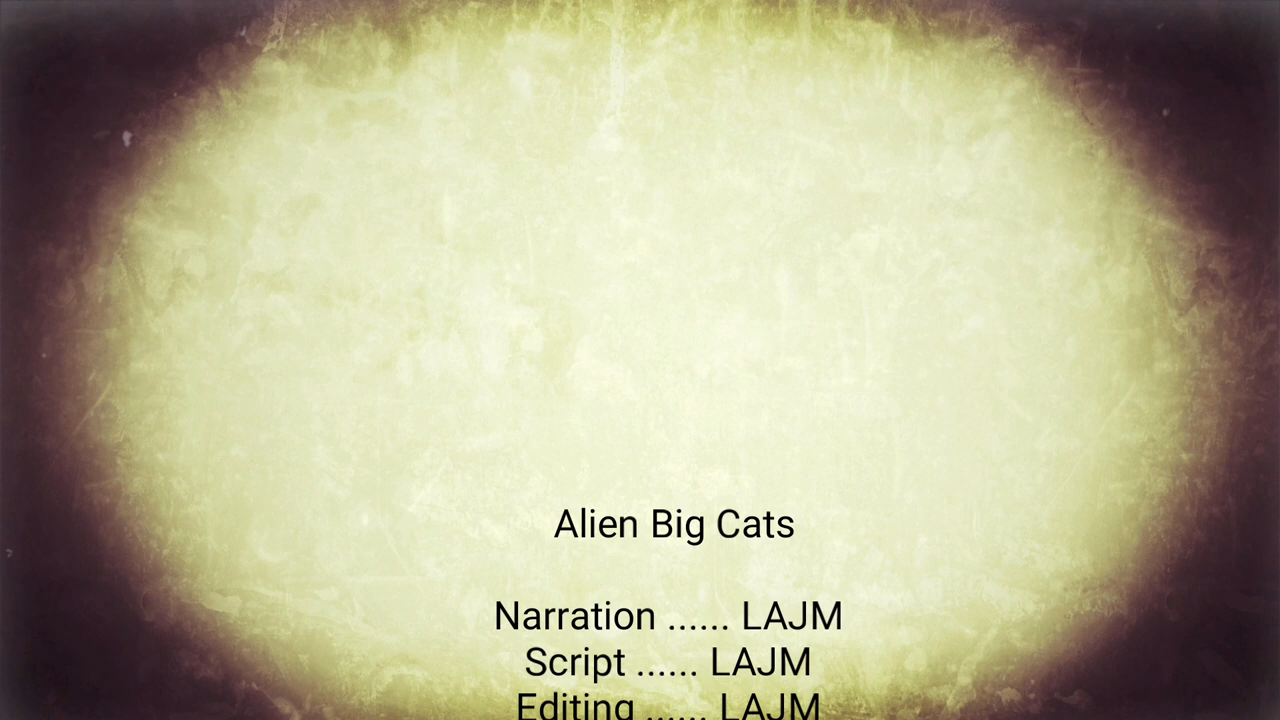 Alien Big Cats
Narration ...... LAJM
Script ...... LAJM
Editing ...... LAJM